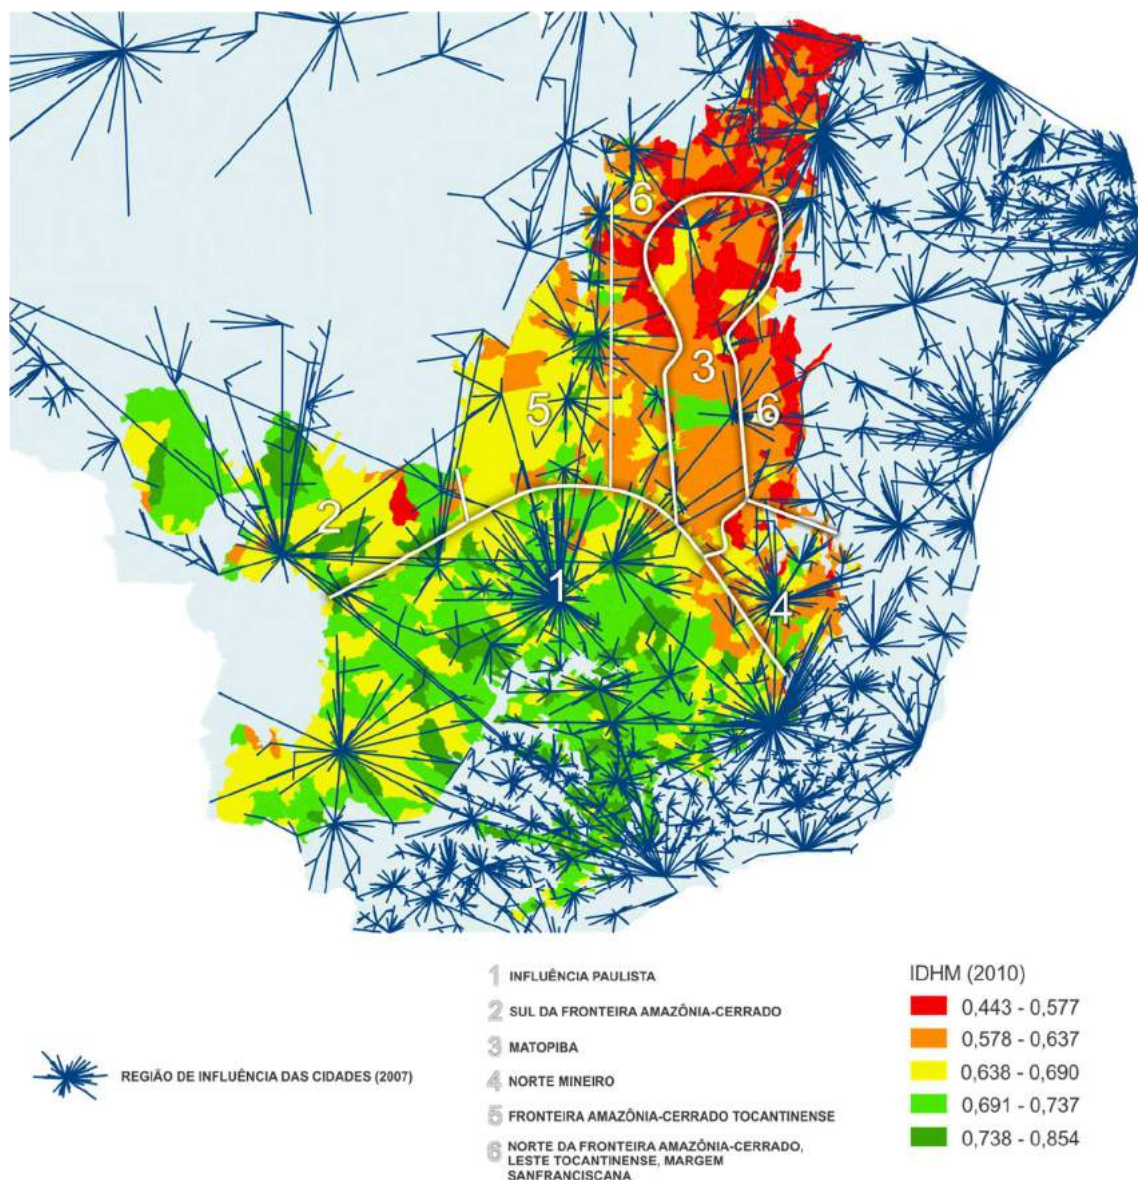 6
3
6
5
2
1
4
1 INFLUÊNCIA PAULISTA
2 SUL DA FRONTEIRA AMAZÔNIA-CERRADO
3 MATOPIBA
4 NORTE MINEIRO
5 FRONTEIRA AMAZÔNIA-CERRADO TOCANTINENSE
6 NORTE DA FRONTEIRA AMAZÔNIA-CERRADO,
LESTE TOCANTINENSE, MARGEM
SANFRANCISCANA
REGIÃO DE INFLUÊNCIA DAS CIDADES (2007)
IDHM (2010)
0,443 - 0,577
0,578 - 0,637
0,638 - 0,690
0,691 - 0,737
0,738 - 0,854